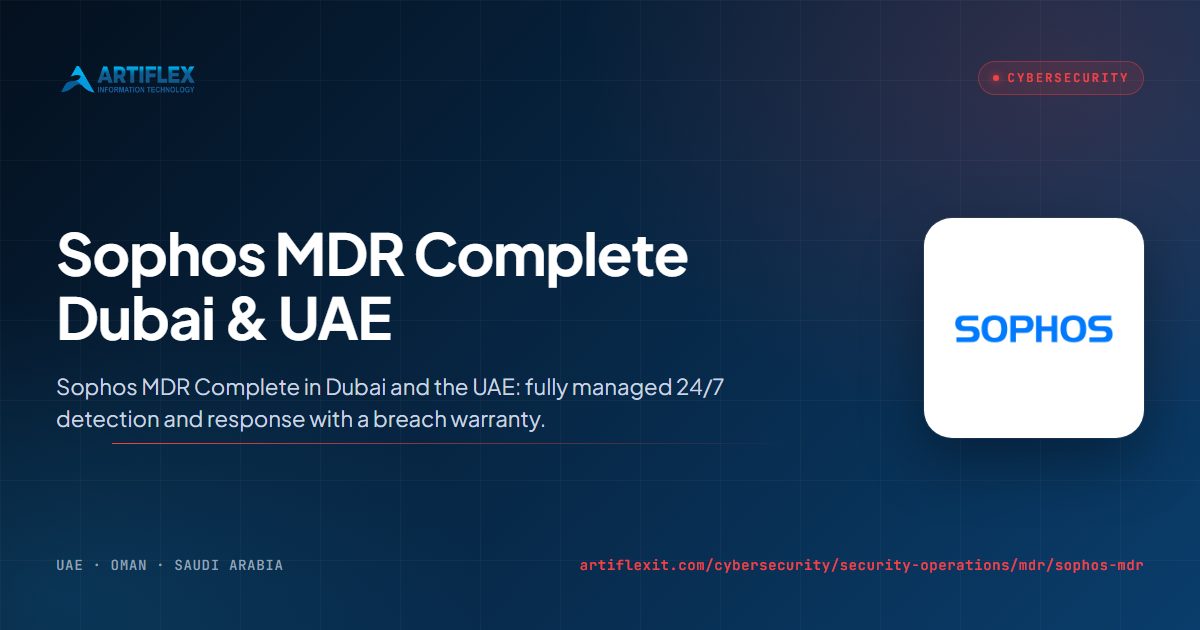 ARTIFLEX
INFORMATION TECHNOLOGY
CYBERSECURITY
Sophos MDR Complete
Dubai & UAE
Sophos MDR Complete in Dubai and the UAE: fully managed 24/7
detection and response with a breach warranty.
SOPHOS
UAE · OMAN · SAUDI ARABIA
artiflexit.com/cybersecurity/security-operations/mdr/sophos-mdr